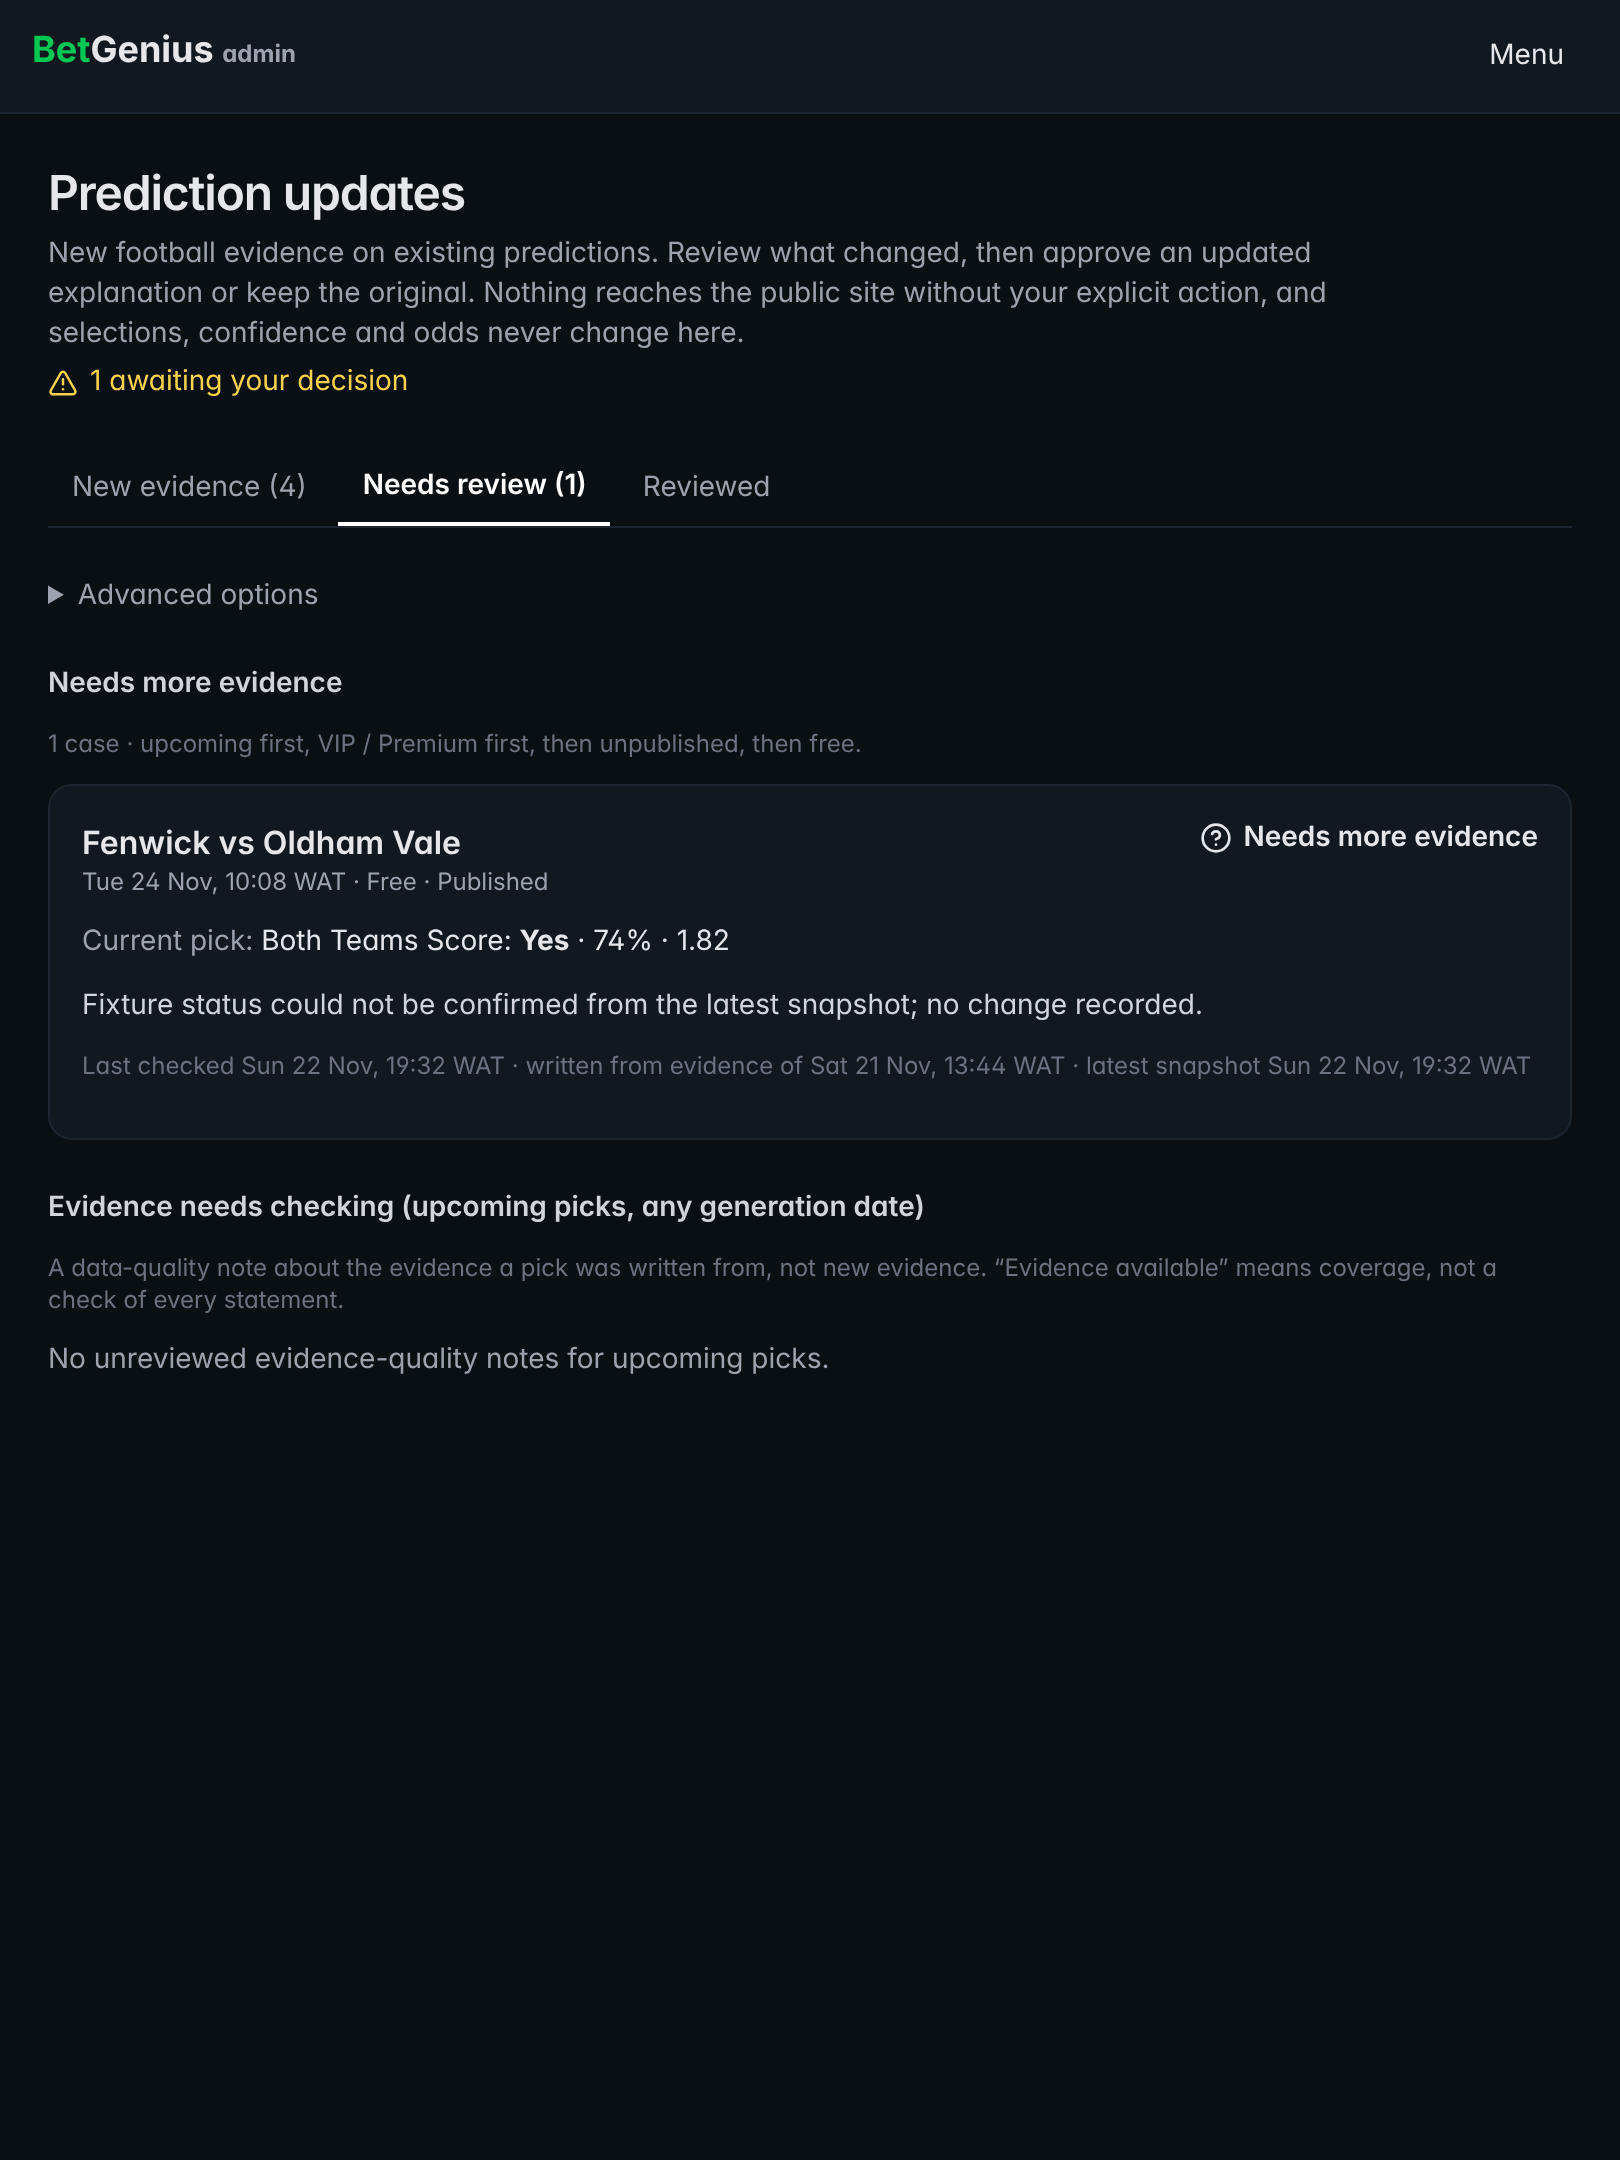 BetGenius admin
Menu
Prediction updates
New football evidence on existing predictions. Review what changed, then approve an updated
explanation or keep the original. Nothing reaches the public site without your explicit action, and
selections, confidence and odds never change here.
1 awaiting your decision
New evidence (4)
Needs review (1)
Reviewed
Advanced options
Needs more evidence
1 case · upcoming first, VIP / Premium first, then unpublished, then free.
Fenwick vs Oldham Vale
Needs more evidence
Tue 24 Nov, 10:08 WAT · Free · Published
Current pick: Both Teams Score: Yes · 74% · 1.82
Fixture status could not be confirmed from the latest snapshot; no change recorded.
Last checked Sun 22 Nov, 19:32 WAT · written from evidence of Sat 21 Nov, 13:44 WAT · latest snapshot Sun 22 Nov, 19:32 WAT
Evidence needs checking (upcoming picks, any generation date)
A data-quality note about the evidence a pick was written from, not new evidence. “Evidence available” means coverage, not a
check of every statement.
No unreviewed evidence-quality notes for upcoming picks.